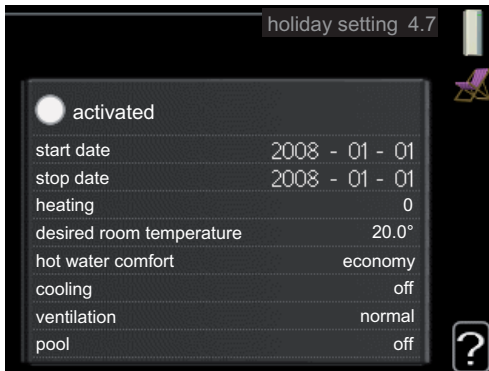 holiday setting 4.7
activated
start date 2008 - 01 - 01
stop date 2008 - 01 - 01
heating 0
desired room temperature 20.0°
hot water comfort economy
cooling off
ventilation normal
pool off
?